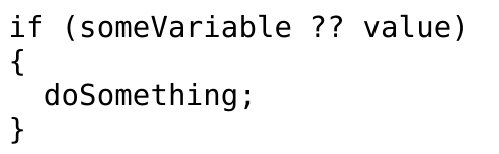 if (someVariable ?? value)
{
  doSomething;
}